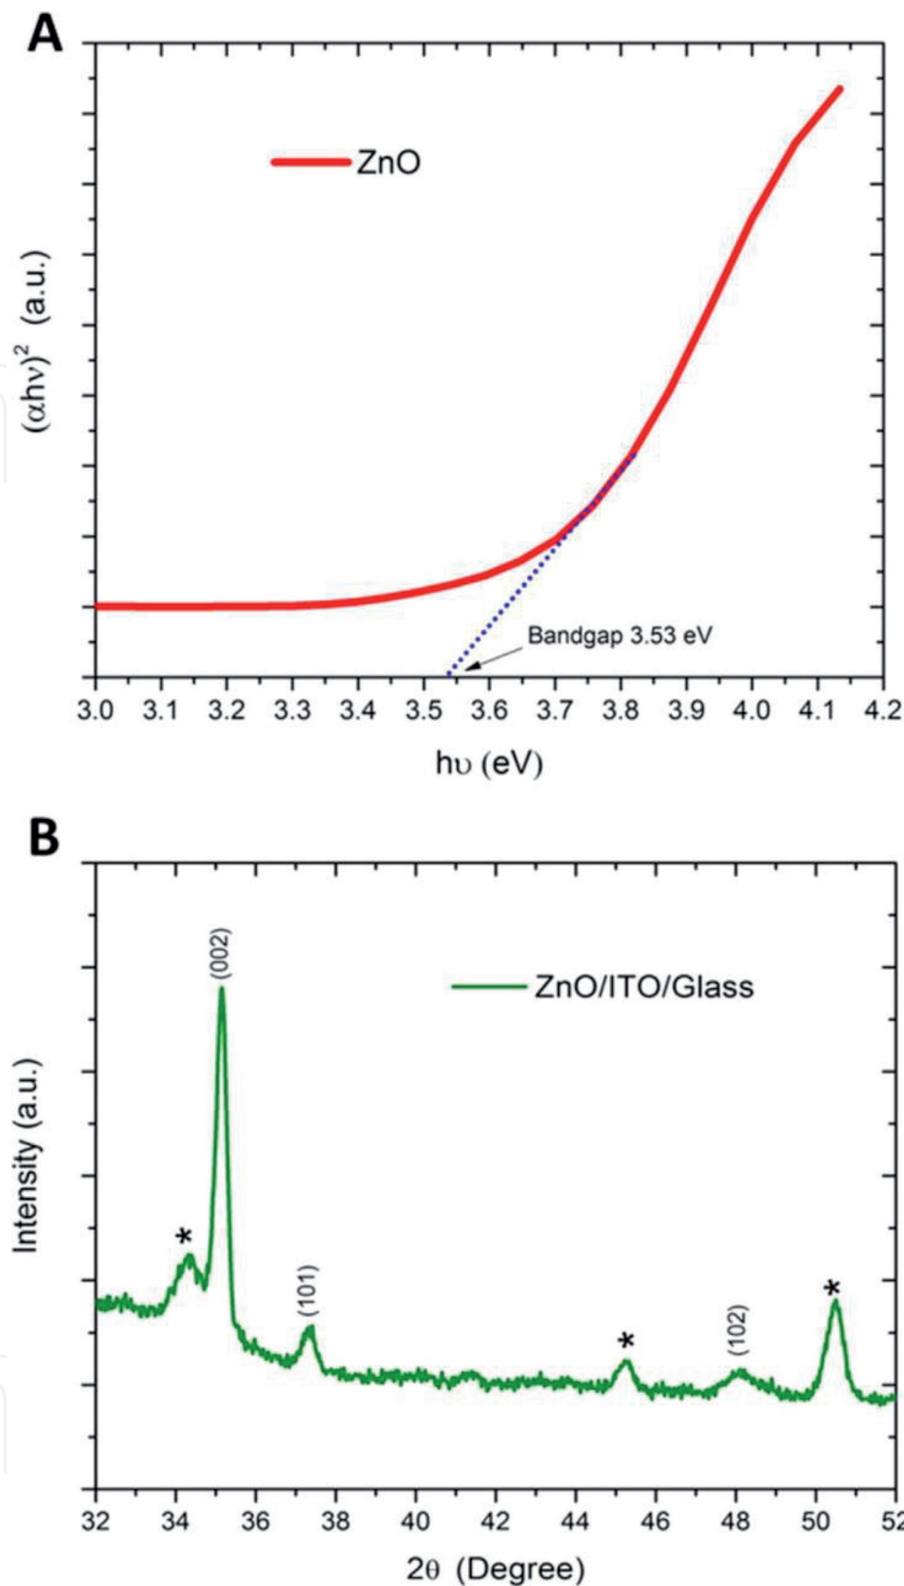 A
ZnO
(αhν)² (a.u.)
Bandgap 3.53 eV
3.0 3.1 3.2 3.3 3.4 3.5 3.6 3.7 3.8 3.9 4.0 4.1 4.2
hυ (eV)
B
(002)
ZnO/ITO/Glass
Intensity (a.u.)
*
(101)
*
(102)
*
32 34 36 38 40 42 44 46 48 50 52
2θ (Degree)